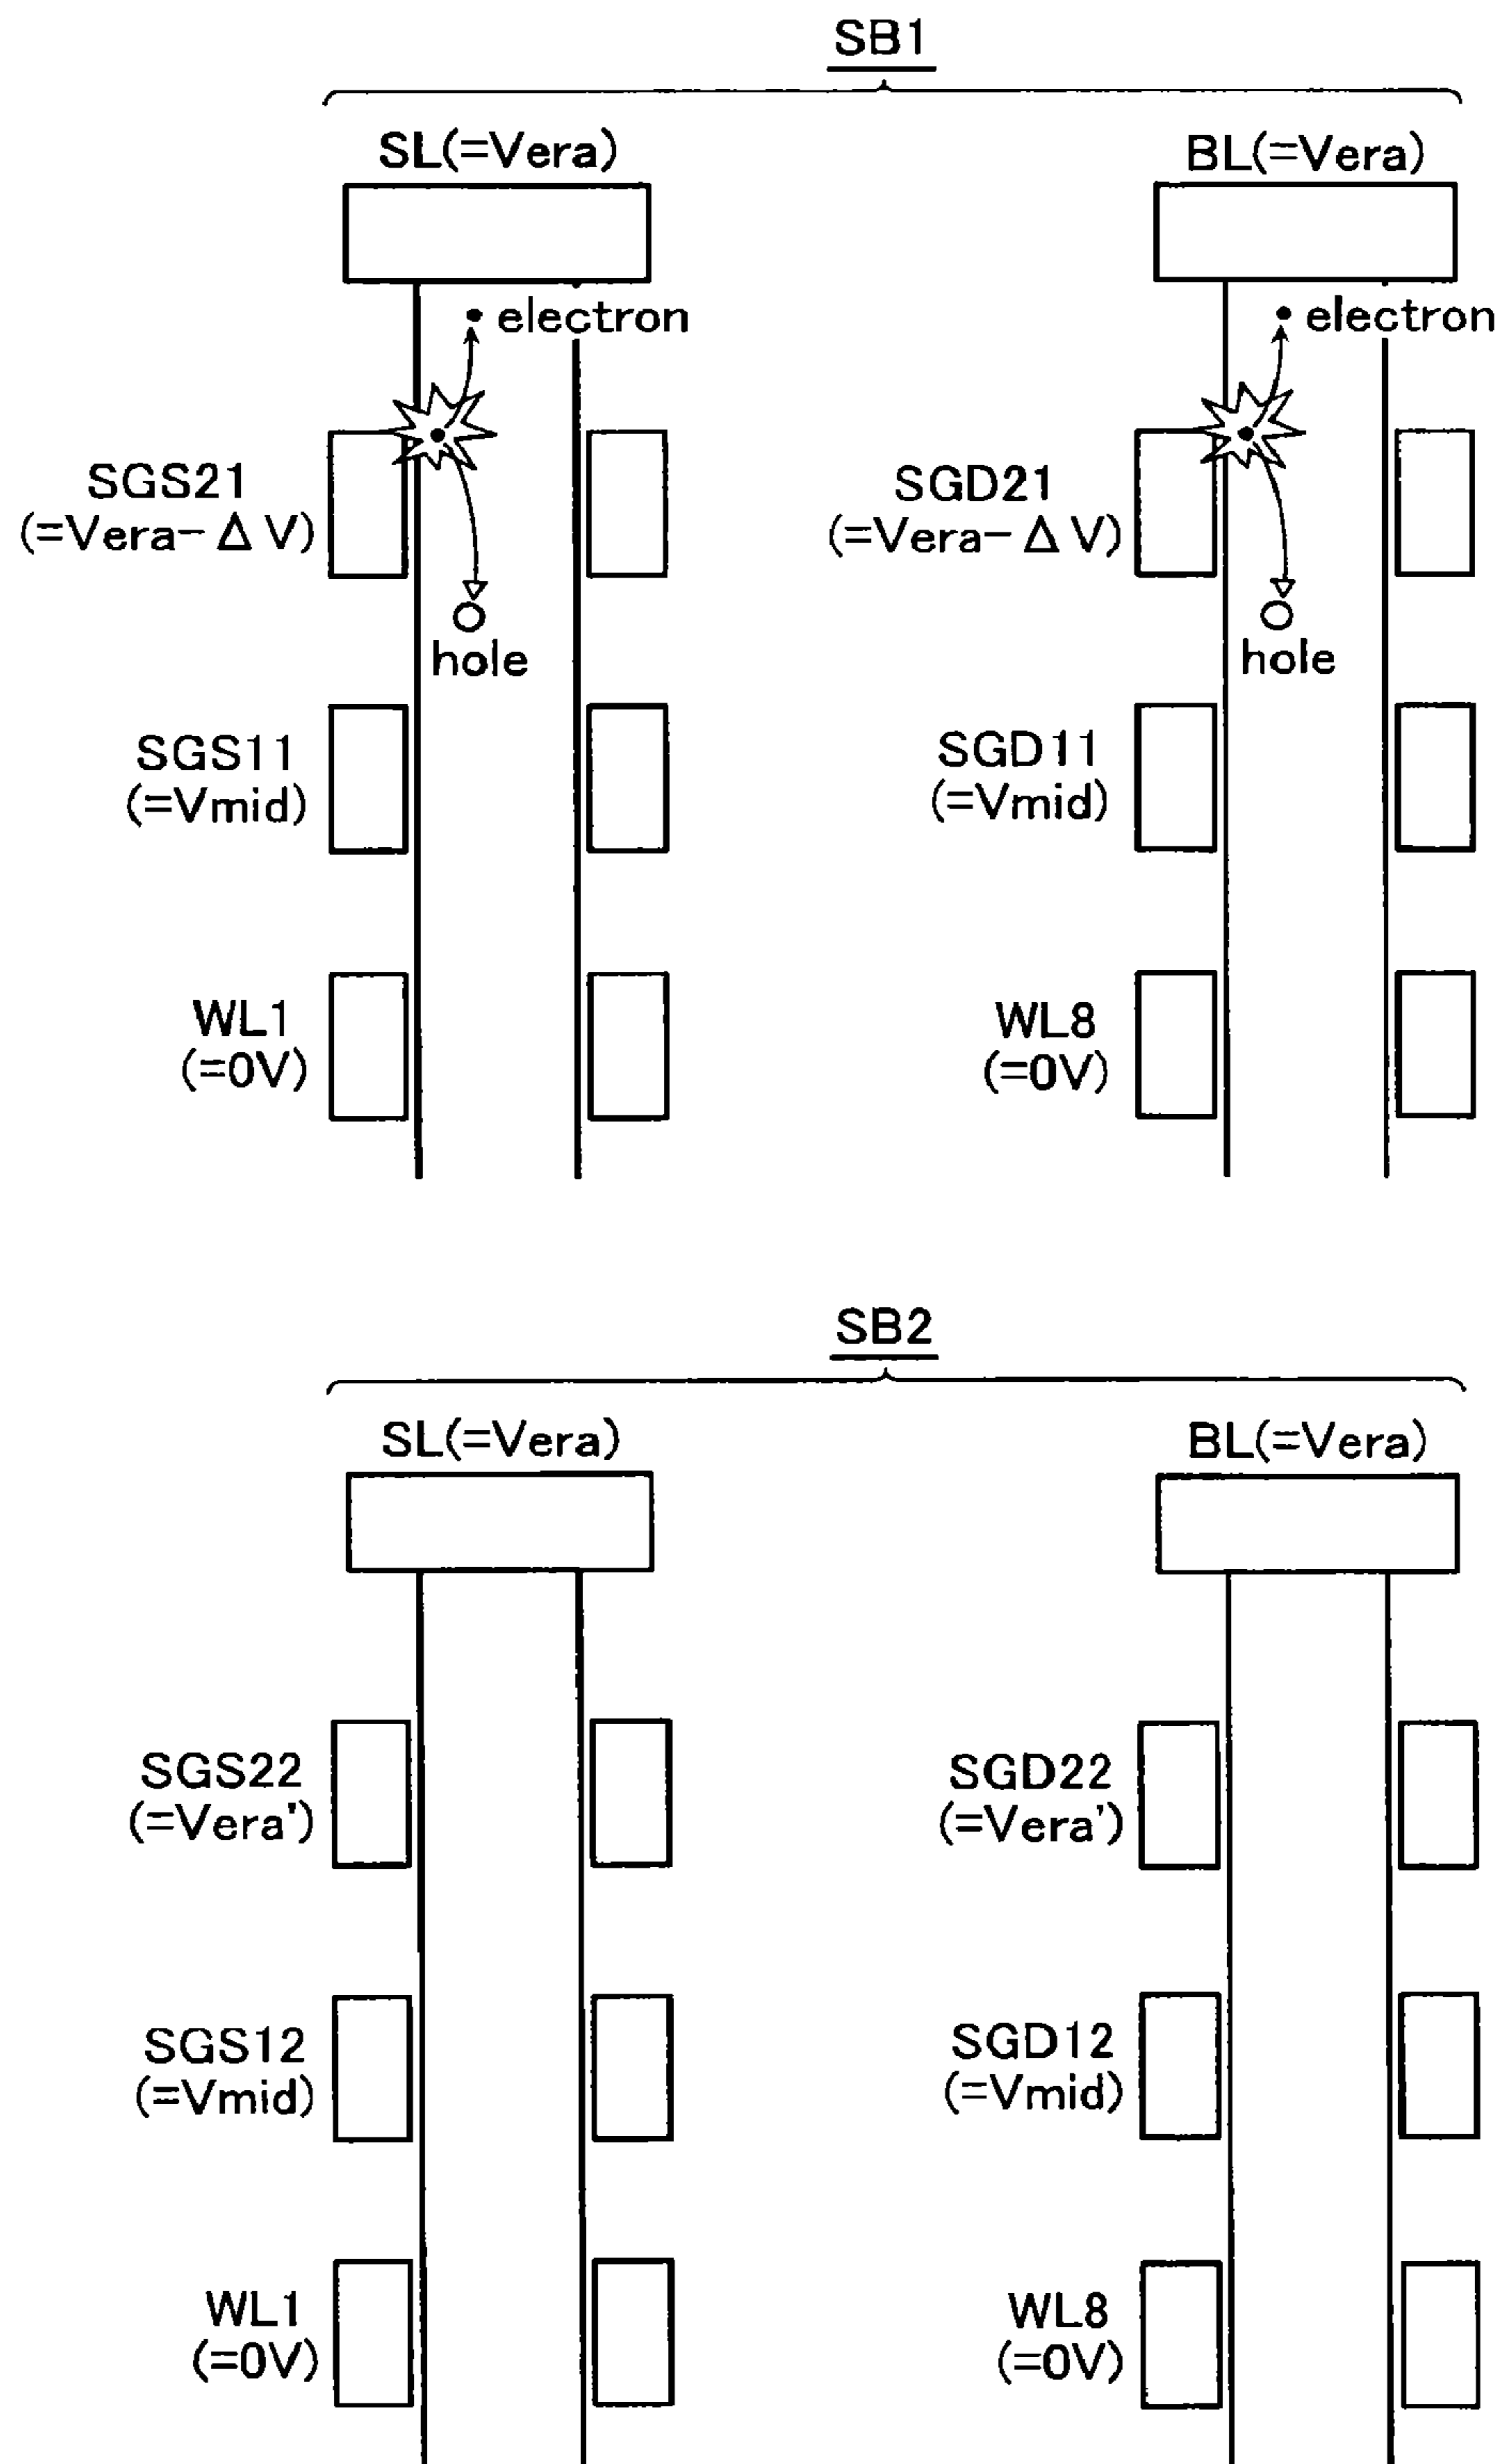 SB1
SL(=Vera)
BL(=Vera)
electron
electron
SGS21
(=Vera-ΔV)
SGD21
(=Vera-ΔV)
hole
hole
SGS11
(=Vmid)
SGD11
(=Vmid)
WL1
(=0V)
WL8
(=0V)
SB2
SL(=Vera)
BL(=Vera)
SGS22
(=Vera')
SGD22
(=Vera')
SGS12
(=Vmid)
SGD12
(=Vmid)
WL1
(=0V)
WL8
(=0V)